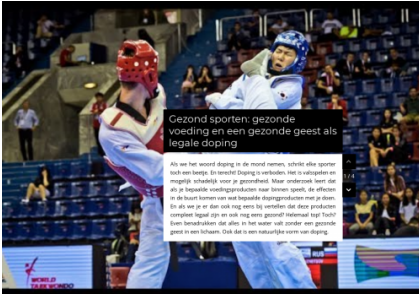 Gezond sporten: gezonde
voeding en een gezonde geest als
legale doping
Als we het woord doping in de mond nemen, schrikt elke sporter
toch een beetje. En terecht! Doping is verboden. Het is valsspelen en
mogelijk schadelijk voor je gezondheid. Maar onderzoek leert dat
als je bepaalde voedingsproducten naar binnen speelt, de effecten
in de buurt komen van wat bepaalde dopingproducten met je doen.
En als we je er dan ook nog eens bij vertellen dat deze producten
compleet legaal zijn en ook nog eens gezond? Helemaal top! Toch?
Even benadrukken dat alles in het water valt zonder een gezonde
geest in een lichaam. Ook dat is een natuurlijke vorm van doping.
1 / 4
WORLD
TAEKWONDO
RUS